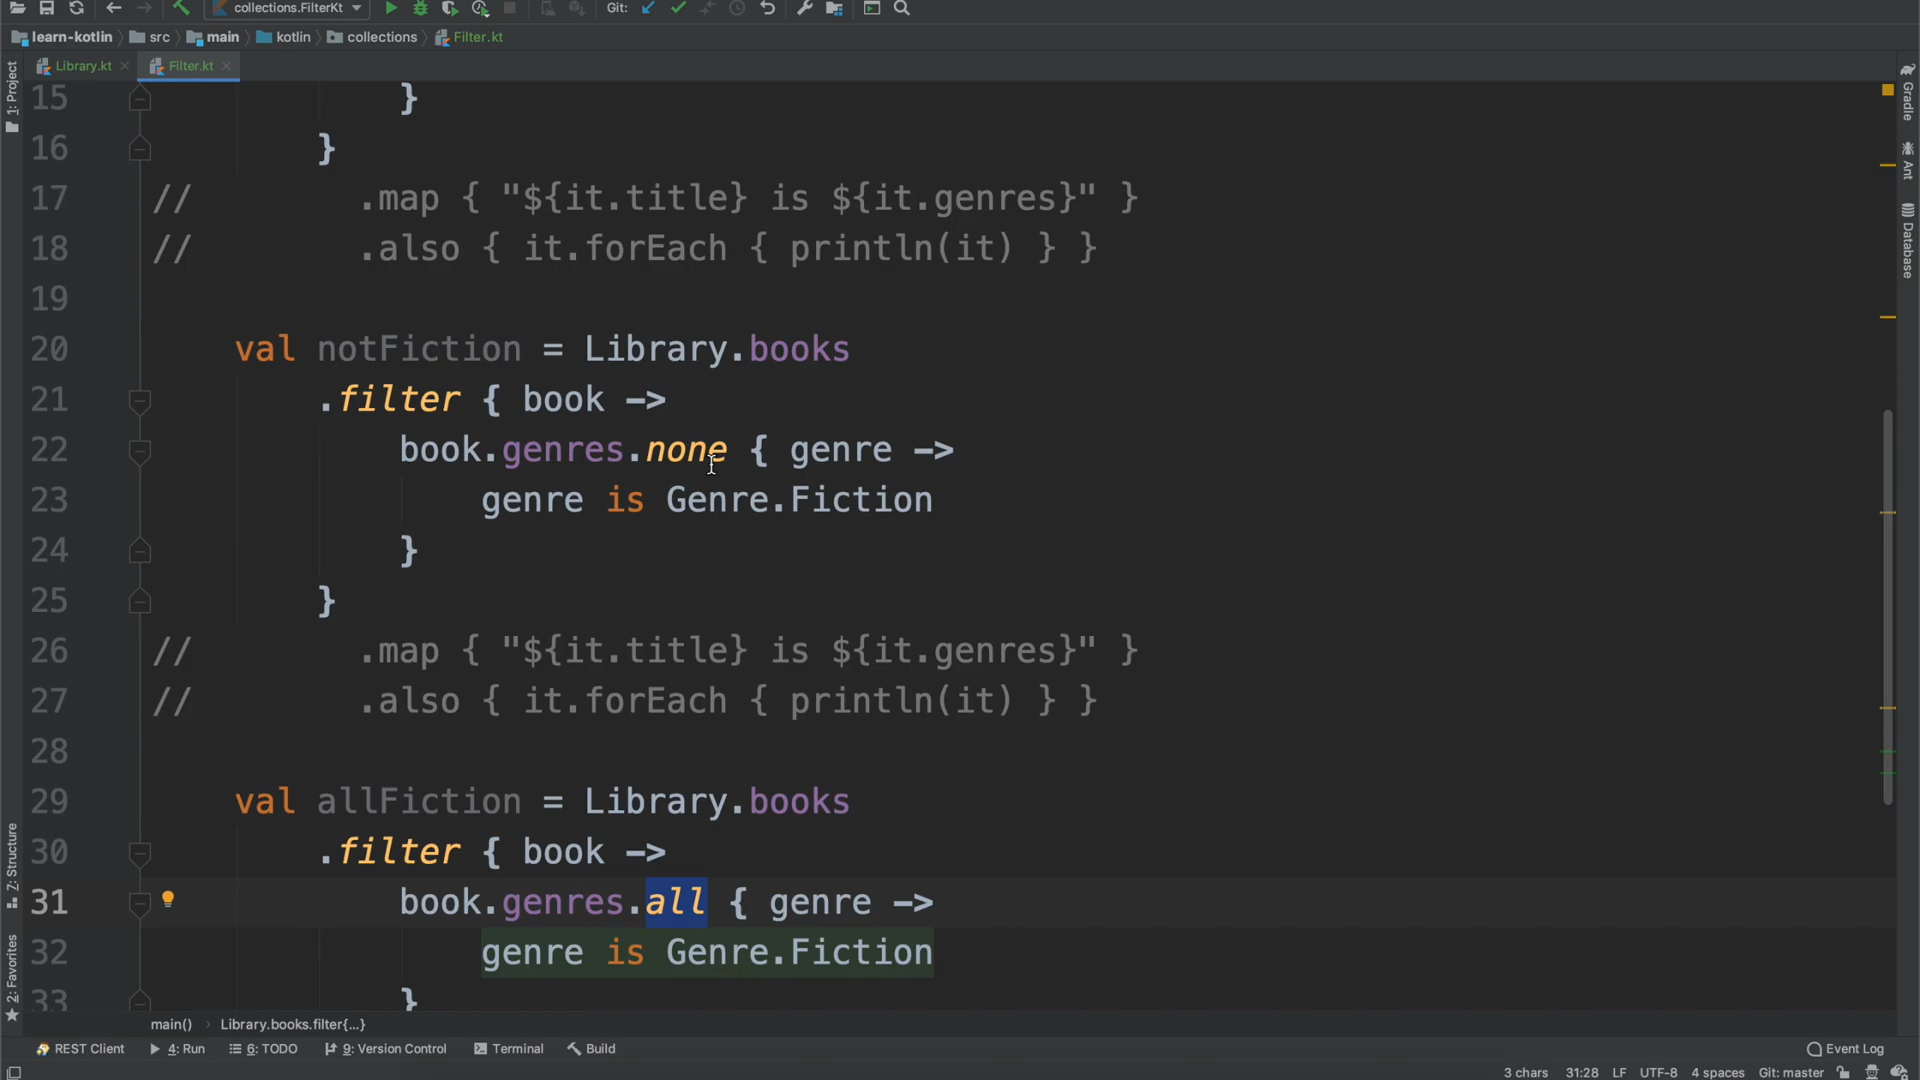 collections.FilterKt
Git:
learn-kotlin src main kotlin collections Filter.kt
Library.kt Filter.kt
1: Project
Gradle
Ant
Database
15 }
16 }
17 // .map { "${it.title} is ${it.genres}" }
18 // .also { it.forEach { println(it) } }
19
20 val notFiction = Library.books
21 .filter { book ->
22 book.genres.none { genre ->
23 genre is Genre.Fiction
24 }
25 }
26 // .map { "${it.title} is ${it.genres}" }
27 // .also { it.forEach { println(it) } }
28
29 val allFiction = Library.books
30 .filter { book ->
31 book.genres.all { genre ->
32 genre is Genre.Fiction
33 }
7: Structure
2: Favorites
main() Library.books.filter{...}
REST Client 4: Run 6: TODO 9: Version Control Terminal Build Event Log
3 chars 31:28 LF UTF-8 4 spaces Git: master